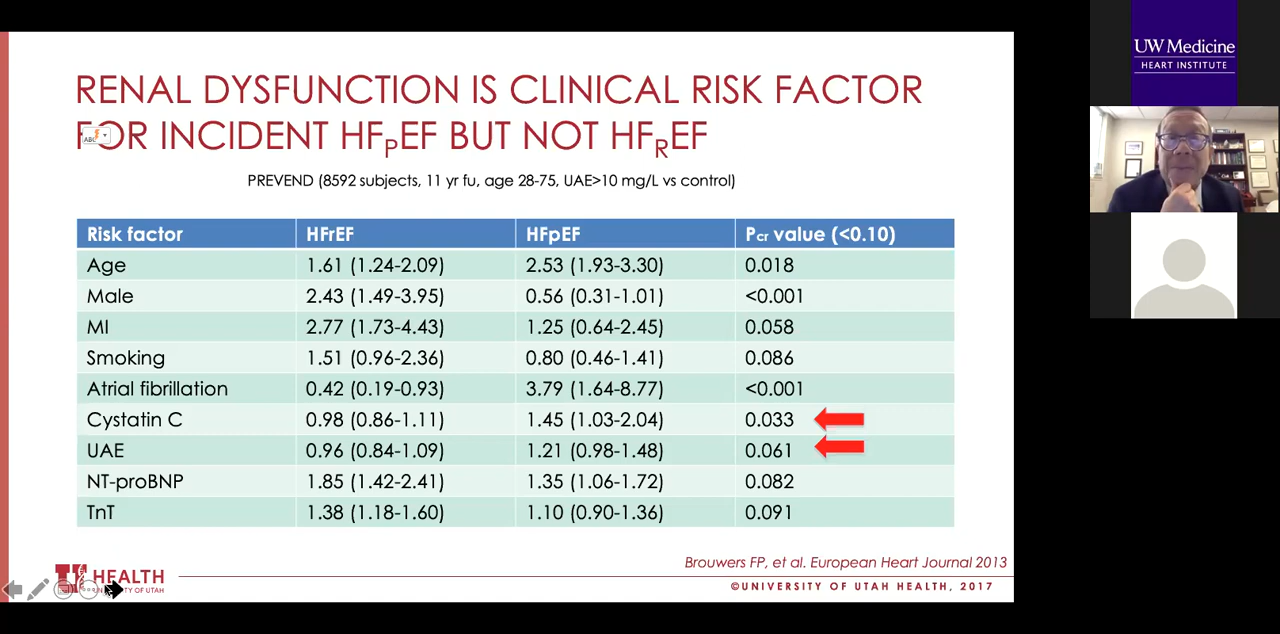 RENAL DYSFUNCTION IS CLINICAL RISK FACTOR
FOR INCIDENT HFPEF BUT NOT HFREF
ABC
PREVEND (8592 subjects, 11 yr fu, age 28-75, UAE>10 mg/L vs control)
Risk factor HFrEF HFpEF Pcr value (<0.10)
Age 1.61 (1.24-2.09) 2.53 (1.93-3.30) 0.018
Male 2.43 (1.49-3.95) 0.56 (0.31-1.01) <0.001
MI 2.77 (1.73-4.43) 1.25 (0.64-2.45) 0.058
Smoking 1.51 (0.96-2.36) 0.80 (0.46-1.41) 0.086
Atrial fibrillation 0.42 (0.19-0.93) 3.79 (1.64-8.77) <0.001
Cystatin C 0.98 (0.86-1.11) 1.45 (1.03-2.04) 0.033
UAE 0.96 (0.84-1.09) 1.21 (0.98-1.48) 0.061
NT-proBNP 1.85 (1.42-2.41) 1.35 (1.06-1.72) 0.082
TnT 1.38 (1.18-1.60) 1.10 (0.90-1.36) 0.091
Brouwers FP, et al. European Heart Journal 2013
HEALTH
OF UTAH
©UNIVERSITY OF UTAH HEALTH, 2017
UW Medicine
HEART INSTITUTE